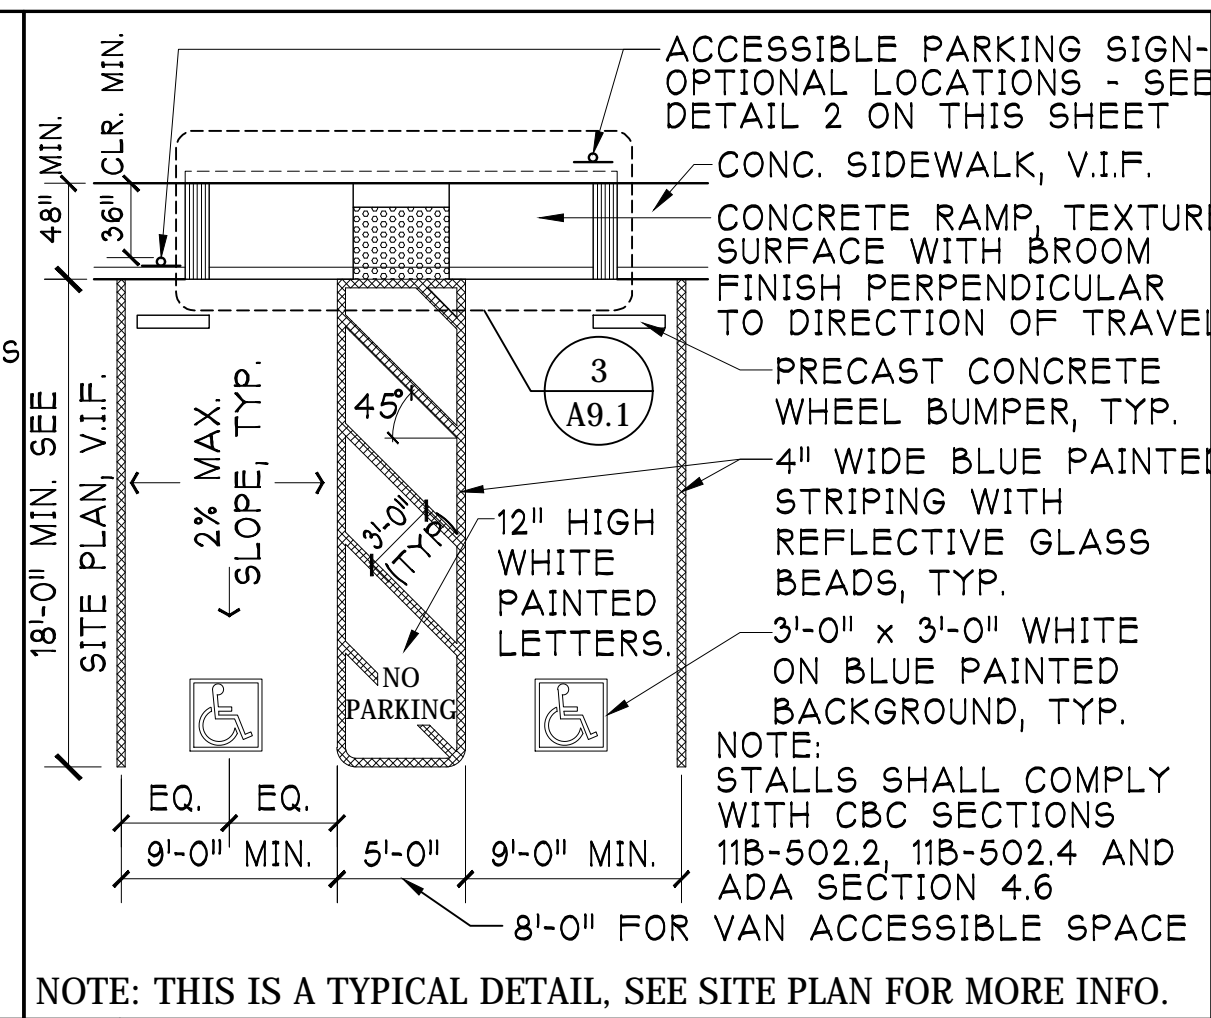 ACCESSIBLE PARKING SIGN-
OPTIONAL LOCATIONS - SEE
DETAIL 2 ON THIS SHEET
CONC. SIDEWALK, V.I.F.
CONCRETE RAMP, TEXTURE
SURFACE WITH BROOM
FINISH PERPENDICULAR
TO DIRECTION OF TRAVEL
PRECAST CONCRETE
WHEEL BUMPER, TYP.
4" WIDE BLUE PAINTED
STRIPING WITH
REFLECTIVE GLASS
BEADS, TYP.
3'-0" x 3'-0" WHITE
ON BLUE PAINTED
BACKGROUND, TYP.
NOTE:
STALLS SHALL COMPLY
WITH CBC SECTIONS
11B-502.2, 11B-502.4 AND
ADA SECTION 4.6
8'-0" FOR VAN ACCESSIBLE SPACE
48" MIN.
36" CLR. MIN.
S
18'-0" MIN. SEE
SITE PLAN, V.I.F.
2% MAX.
SLOPE, TYP.
45°
3'-0"
(TYP)
3
A9.1
12" HIGH
WHITE
PAINTED
LETTERS.
NO
PARKING
EQ.
EQ.
9'-0" MIN.
5'-0"
9'-0" MIN.
NOTE: THIS IS A TYPICAL DETAIL, SEE SITE PLAN FOR MORE INFO.